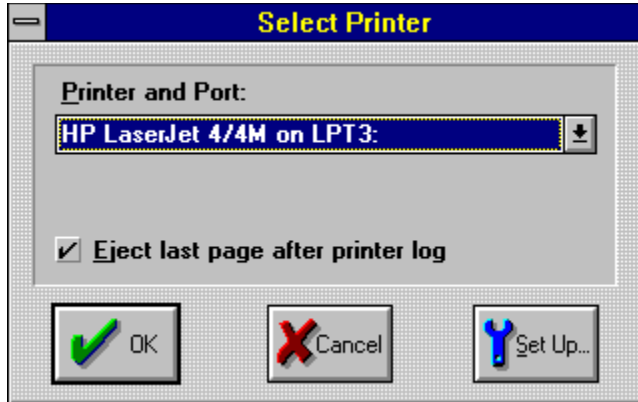 Select Printer
Printer and Port:
HP LaserJet 4/4M on LPT3:
Eject last page after printer log
OK
Cancel
Set Up...